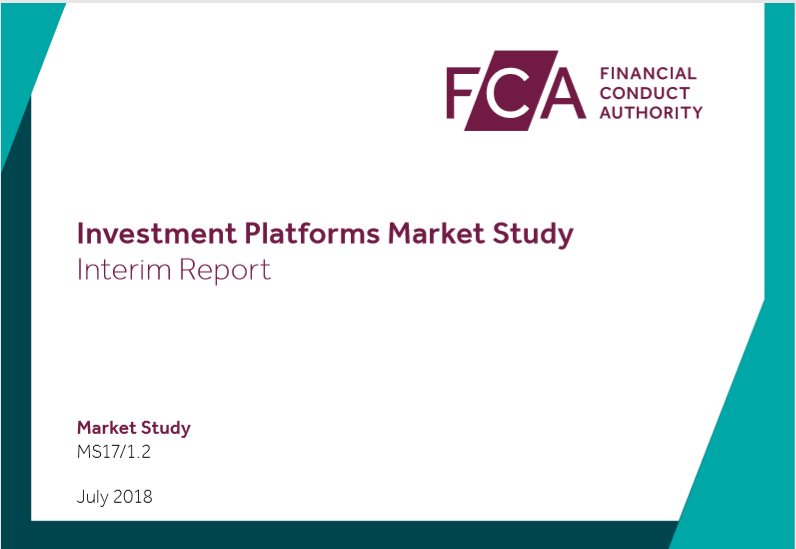 FCA
FINANCIAL
CONDUCT
AUTHORITY
Investment Platforms Market Study
Interim Report
Market Study
MS17/1.2
July 2018